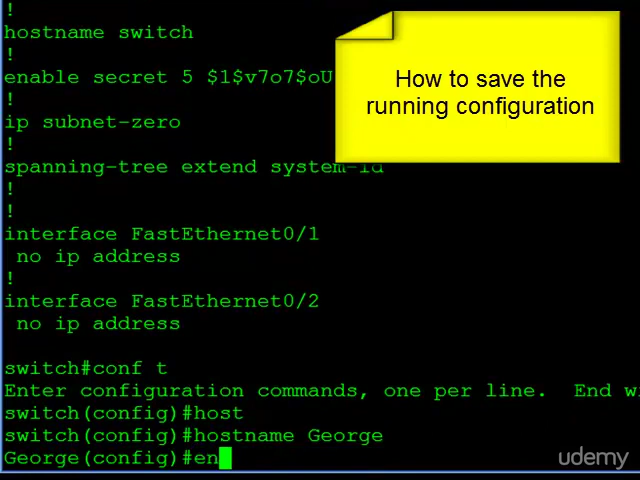 !
hostname switch
!
enable secret 5 $1$v7o7$oU
!
ip subnet-zero
!
spanning-tree extend system-id
!
!
interface FastEthernet0/1
 no ip address
!
interface FastEthernet0/2
 no ip address
switch#conf t
Enter configuration commands, one per line.  End wi
switch(config)#host
switch(config)#hostname George
George(config)#en
How to save the
running configuration
udemy